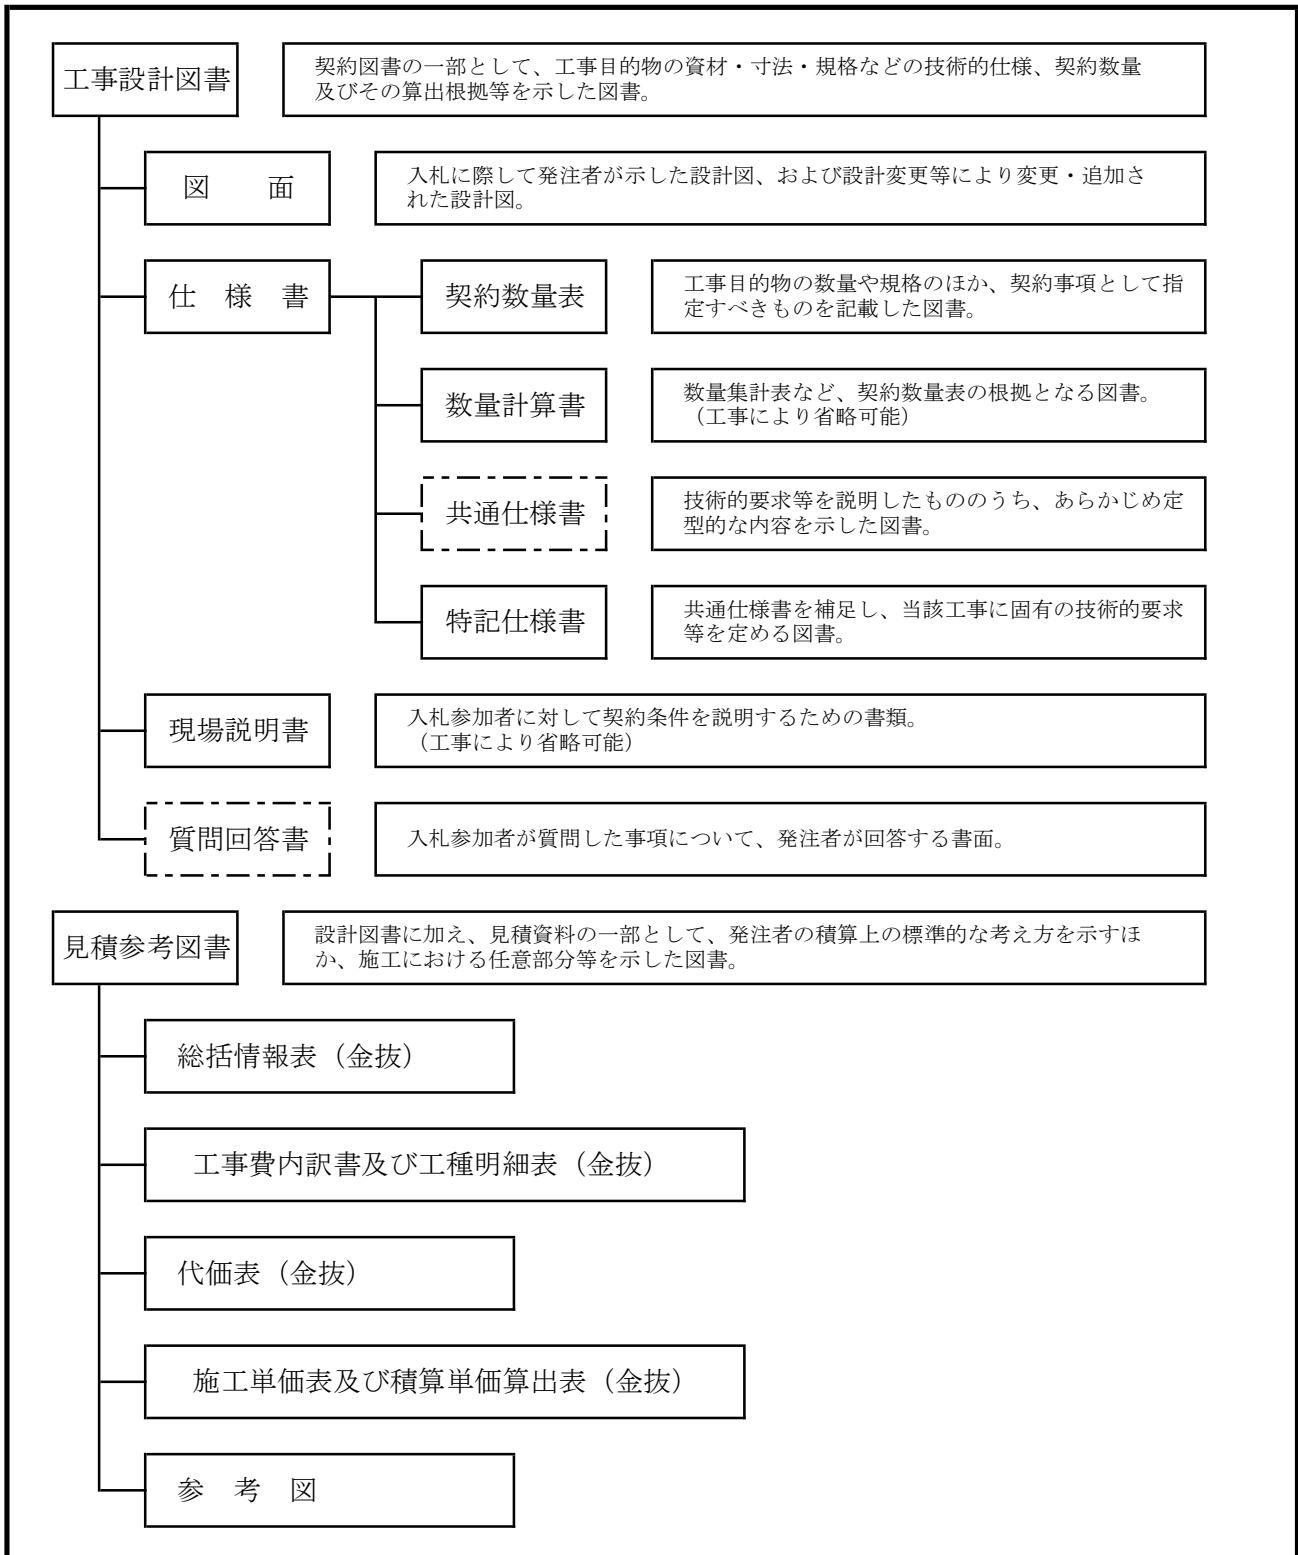 工事設計図書
契約図書の一部として、工事目的物の資材・寸法・規格などの技術的仕様、契約数量
及びその算出根拠等を示した図書。
図　　面
入札に際して発注者が示した設計図、および設計変更等により変更・追加さ
れた設計図。
仕　様　書
契約数量表
工事目的物の数量や規格のほか、契約事項として指
定すべきものを記載した図書。
数量計算書
数量集計表など、契約数量表の根拠となる図書。
（工事により省略可能）
共通仕様書
技術的要求等を説明したもののうち、あらかじめ定
型的な内容を示した図書。
特記仕様書
共通仕様書を補足し、当該工事に固有の技術的要求
等を定める図書。
現場説明書
入札参加者に対して契約条件を説明するための書類。
（工事により省略可能）
質問回答書
入札参加者が質問した事項について、発注者が回答する書面。
見積参考図書
設計図書に加え、見積資料の一部として、発注者の積算上の標準的な考え方を示すほ
か、施工における任意部分等を示した図書。
総括情報表（金抜）
工事費内訳書及び工種明細表（金抜）
代価表（金抜）
施工単価表及び積算単価算出表（金抜）
参　考　図